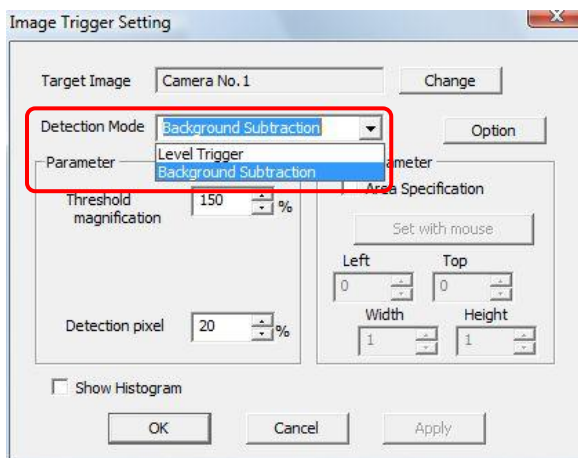 Image Trigger Setting
Target Image Camera No. 1 Change
Detection Mode Background Subtraction Option
Level Trigger
Background Subtraction
Parameter
Threshold
magnification
150 %
Detection pixel 20 %
Area Specification
Set with mouse
Left Top
0 0
Width Height
1 1
Show Histogram
OK Cancel Apply